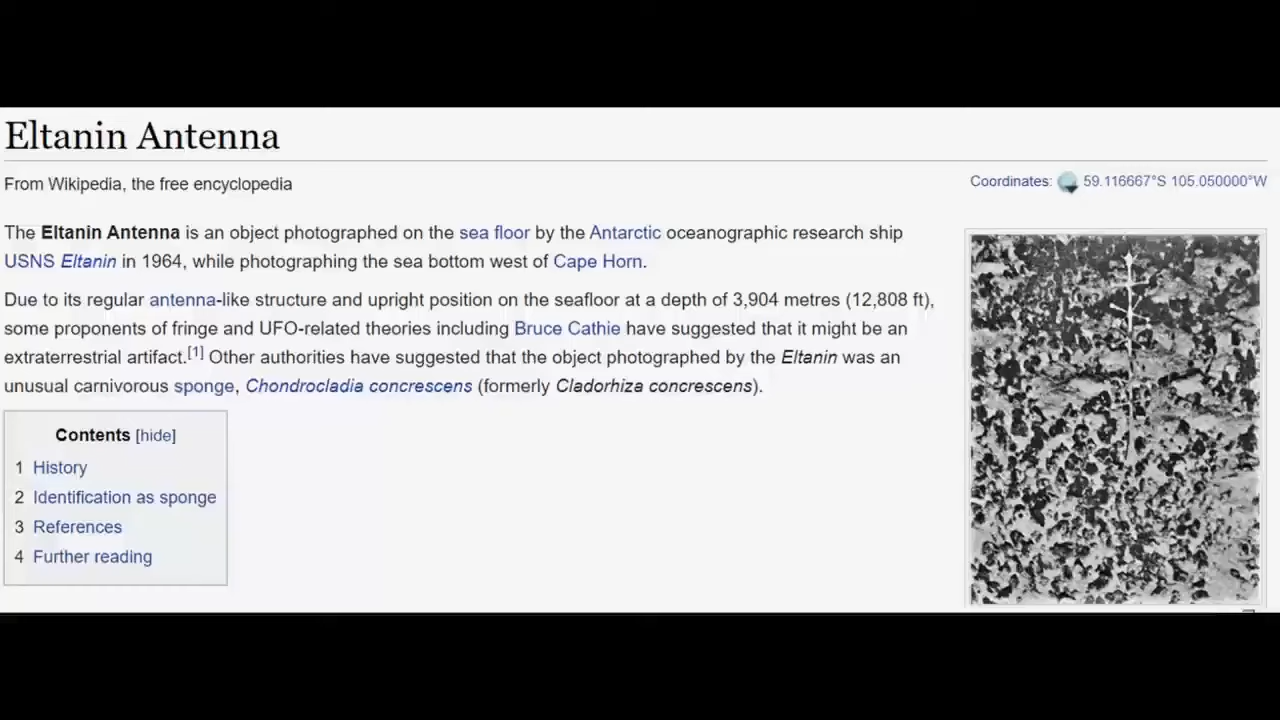 Eltanin Antenna
From Wikipedia, the free encyclopedia
Coordinates: 59.116667°S 105.050000°W
The Eltanin Antenna is an object photographed on the sea floor by the Antarctic oceanographic research ship
USNS Eltanin in 1964, while photographing the sea bottom west of Cape Horn.
Due to its regular antenna-like structure and upright position on the seafloor at a depth of 3,904 metres (12,808 ft),
some proponents of fringe and UFO-related theories including Bruce Cathie have suggested that it might be an
extraterrestrial artifact.[1] Other authorities have suggested that the object photographed by the Eltanin was an
unusual carnivorous sponge, Chondrocladia concrescens (formerly Cladorhiza concrescens).
Contents [hide]
1 History
2 Identification as sponge
3 References
4 Further reading